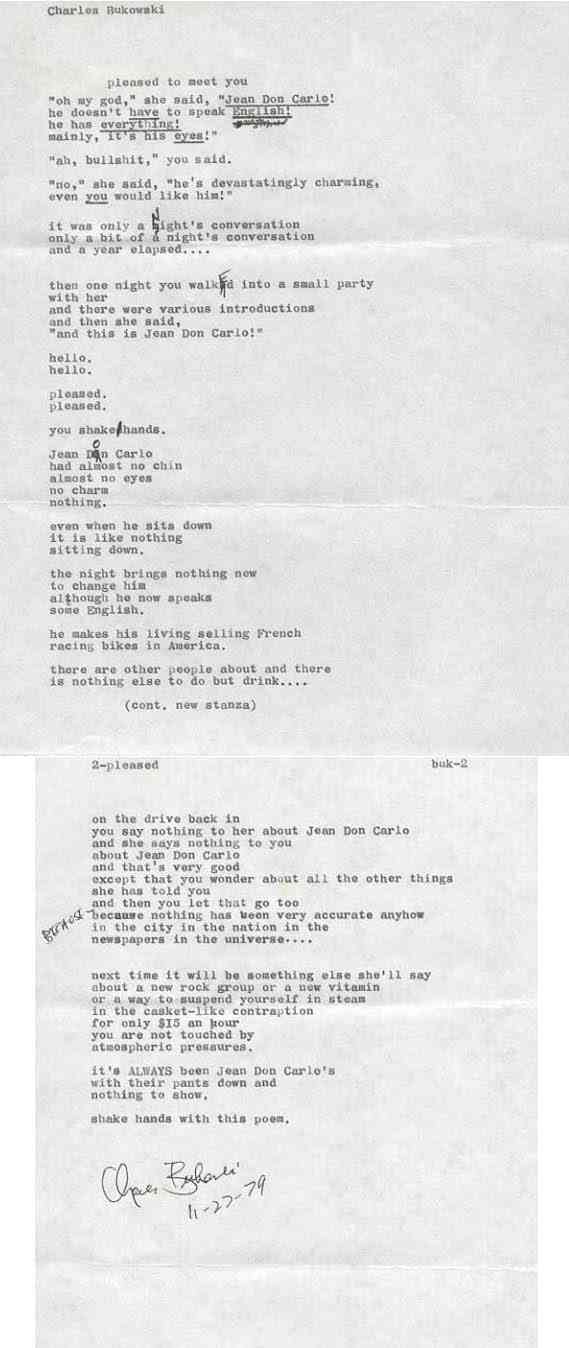 Charles Bukowski
pleased to meet you
"oh my god," she said, "Jean Don Carlo!
he doesn't have to speak English!
he has everything!
mainly, it's his eyes!"
"ah, bullshit," you said.
"no," she said, "he's devastatingly charming,
even you would like him!"
it was only a Night's conversation
only a bit of a night's conversation
and a year elapsed....
then one night you walkEd into a small party
with her
and there were various introductions
and then she said,
"and this is Jean Don Carlo!"
hello.
hello.
pleased.
pleased.
you shake/hands.
Jean Don Carlo
had almost no chin
almost no eyes
no charm
nothing.
even when he sits down
it is like nothing
sitting down.
the night brings nothing new
to change him
although he now speaks
some English.
he makes his living selling French
racing bikes in America.
there are other people about and there
is nothing else to do but drink....
(cont. new stanza)
2-pleased buk-2
on the drive back in
you say nothing to her about Jean Don Carlo
and she says nothing to you
about Jean Don Carlo
and that's very good
except that you wonder about all the other things
she has told you
and then you let that go too
BECAUSE- because nothing has been very accurate anyhow
in the city in the nation in the
newspapers in the universe....
next time it will be something else she'll say
about a new rock group or a new vitamin
or a way to suspend yourself in steam
in the casket-like contraption
for only $15 an hour
you are not touched by
atmospheric pressures.
it's ALWAYS been Jean Don Carlo's
with their pants down and
nothing to show.
shake hands with this poem.
Charles Bukowski
11-27-79